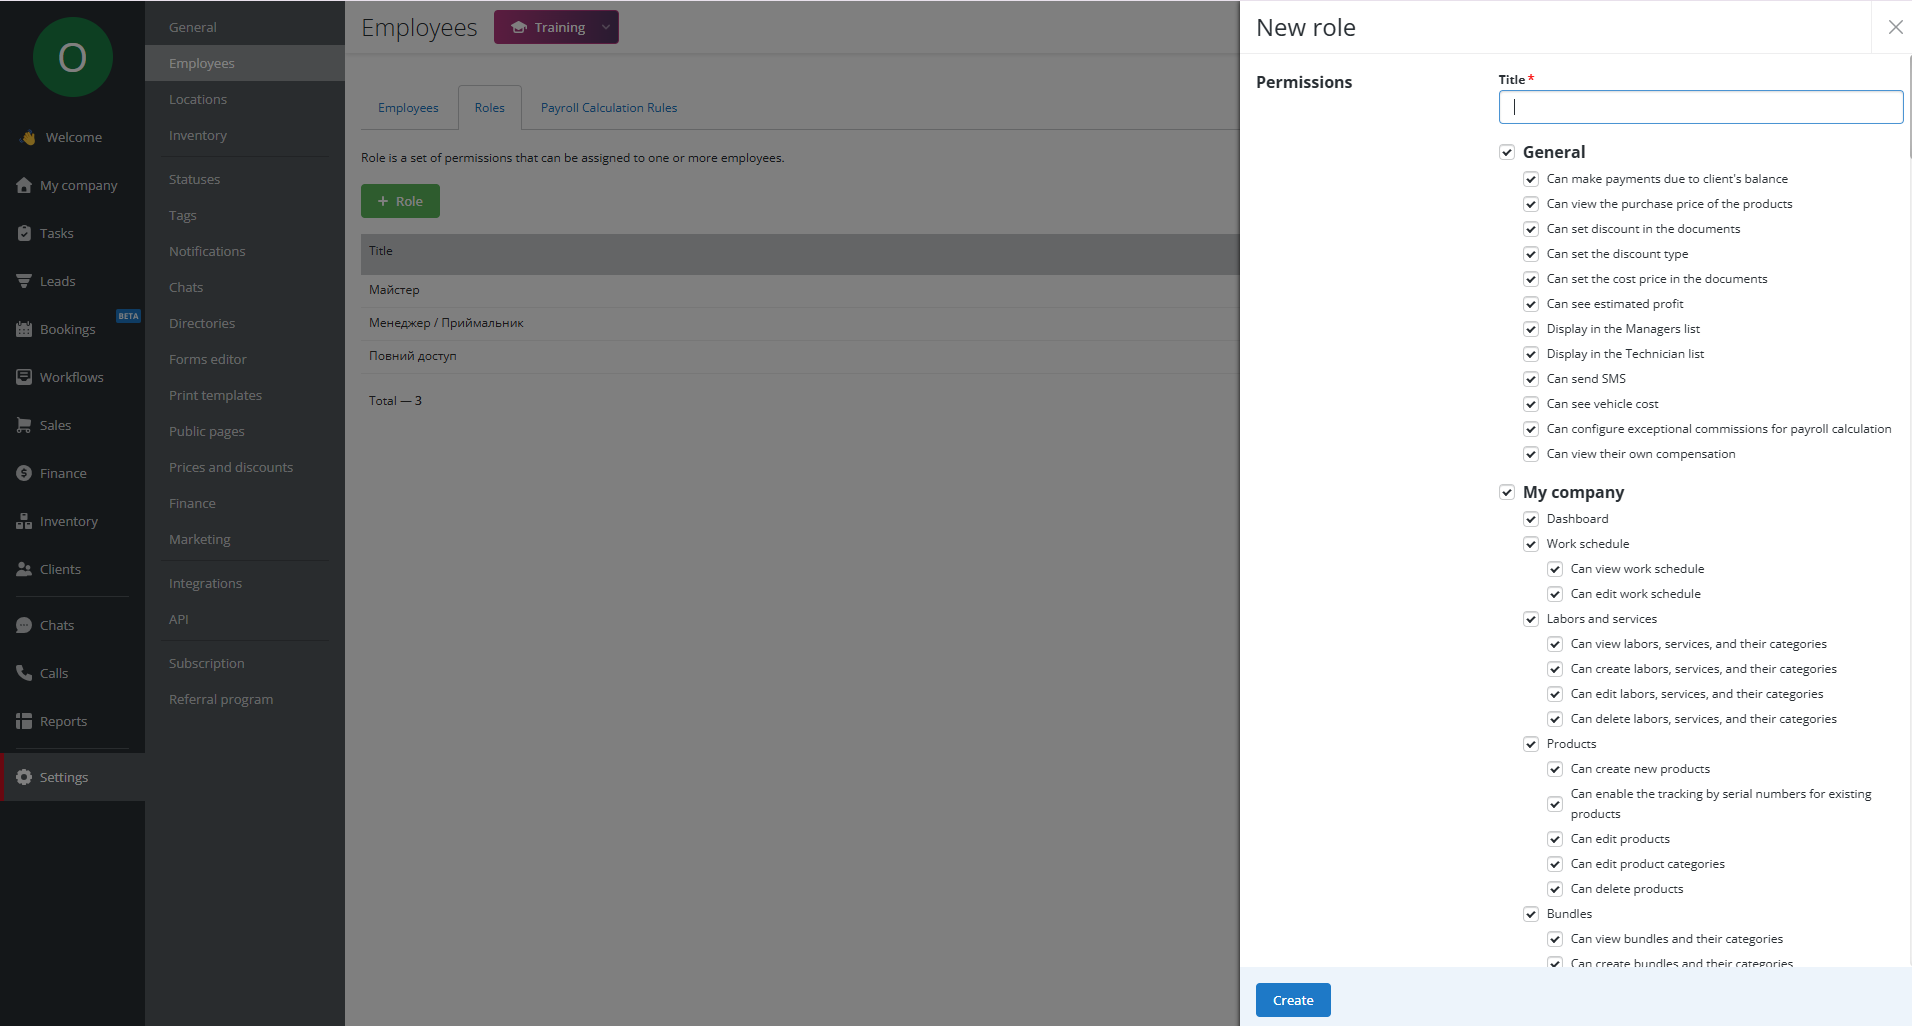 O
Welcome
My company
Tasks
Leads
Bookings
BETA
Workflows
Sales
Finance
Inventory
Clients
Chats
Calls
Reports
Settings
General
Employees
Locations
Inventory
Statuses
Tags
Notifications
Chats
Directories
Forms editor
Print templates
Public pages
Prices and discounts
Finance
Marketing
Integrations
API
Subscription
Referral program
Employees
Training
Employees
Roles
Payroll Calculation Rules
Role is a set of permissions that can be assigned to one or more employees.
+ Role
Title
Майстер
Менеджер / Приймальник
Повний доступ
Total — 3
New role
Permissions
Title *
General
Can make payments due to client's balance
Can view the purchase price of the products
Can set discount in the documents
Can set the discount type
Can set the cost price in the documents
Can see estimated profit
Display in the Managers list
Display in the Technician list
Can send SMS
Can see vehicle cost
Can configure exceptional commissions for payroll calculation
Can view their own compensation
My company
Dashboard
Work schedule
Can view work schedule
Can edit work schedule
Labors and services
Can view labors, services, and their categories
Can create labors, services, and their categories
Can edit labors, services, and their categories
Can delete labors, services, and their categories
Products
Can create new products
Can enable the tracking by serial numbers for existing
products
Can edit products
Can edit product categories
Can delete products
Bundles
Can view bundles and their categories
Can create bundles and their categories
Create